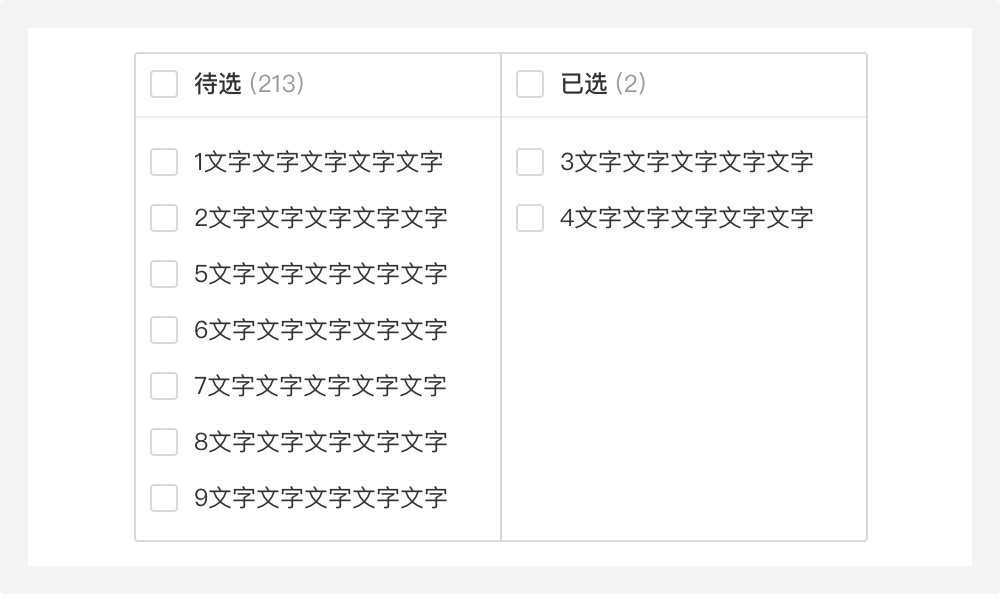 待选 (213)
1文字文字文字文字文字
2文字文字文字文字文字
5文字文字文字文字文字
6文字文字文字文字文字
7文字文字文字文字文字
8文字文字文字文字文字
9文字文字文字文字文字
已选 (2)
3文字文字文字文字文字
4文字文字文字文字文字